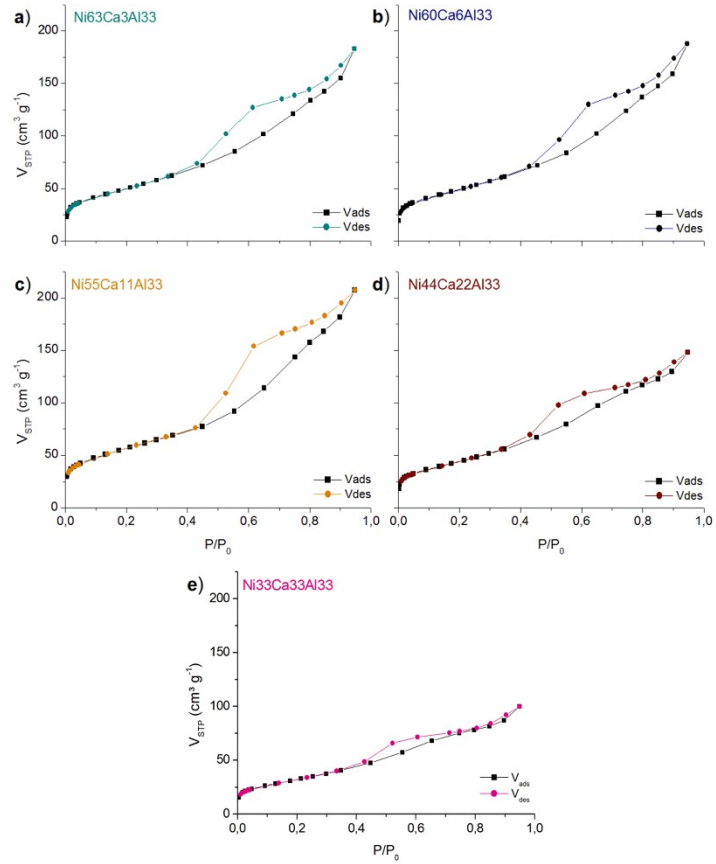 a) Ni63Ca3Al33
200
150
100
50
0
V_STP (cm³ g⁻¹)
Vads
Vdes
b) Ni60Ca6Al33
Vads
Vdes
c) Ni55Ca11Al33
200
150
100
50
0
V_STP (cm³ g⁻¹)
Vads
Vdes
0,0 0,2 0,4 0,6 0,8 1,0
P/P₀
d) Ni44Ca22Al33
Vads
Vdes
0,0 0,2 0,4 0,6 0,8 1,0
P/P₀
e) Ni33Ca33Al33
200
150
100
50
0
V_STP (cm³ g⁻¹)
V_ads
V_des
0,0 0,2 0,4 0,6 0,8 1,0
P/P₀